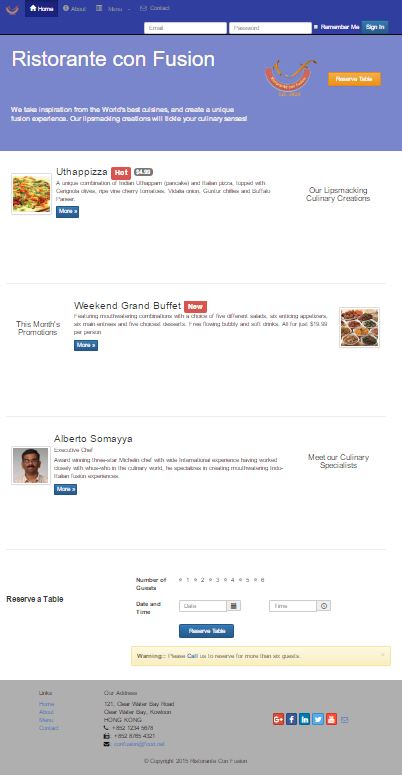 Home About Menu Contact
Email Password Remember Me Sign In
Ristorante con Fusion
Reserve Table
We take inspiration from the World's best cuisines, and create a unique
fusion experience. Our lipsmacking creations will tickle your culinary senses!
Uthappizza Hot $4.99
A unique combination of Indian Uthappam (pancake) and Italian pizza, topped with
Cerignola olives, ripe vine cherry tomatoes, Vidalia onion, Guntur chillies and Buffalo
Paneer.
More »
Our Lipsmacking
Culinary Creations
This Month's
Promotions
Weekend Grand Buffet New
Featuring mouthwatering combinations with a choice of five different salads, six enticing appetizers,
six main entrees and five choicest desserts. Free flowing bubbly and soft drinks. All for just $19.99
per person
More »
Alberto Somayya
Executive Chef
Award winning three-star Michelin chef with wide International experience having worked
closely with whos-who in the culinary world, he specializes in creating mouthwatering Indo-
Italian fusion experiences.
More »
Meet our Culinary
Specialists
Reserve a Table
Number of
Guests
1 2 3 4 5 6
Date and
Time
Date Time
Reserve Table
Warning:: Please Call us to reserve for more than six guests. ×
Links
Home
About
Menu
Contact
Our Address
121, Clear Water Bay Road
Clear Water Bay, Kowloon
HONG KONG
+852 1234 5678
+852 8765 4321
confusion@food.net
© Copyright 2015 Ristorante Con Fusion